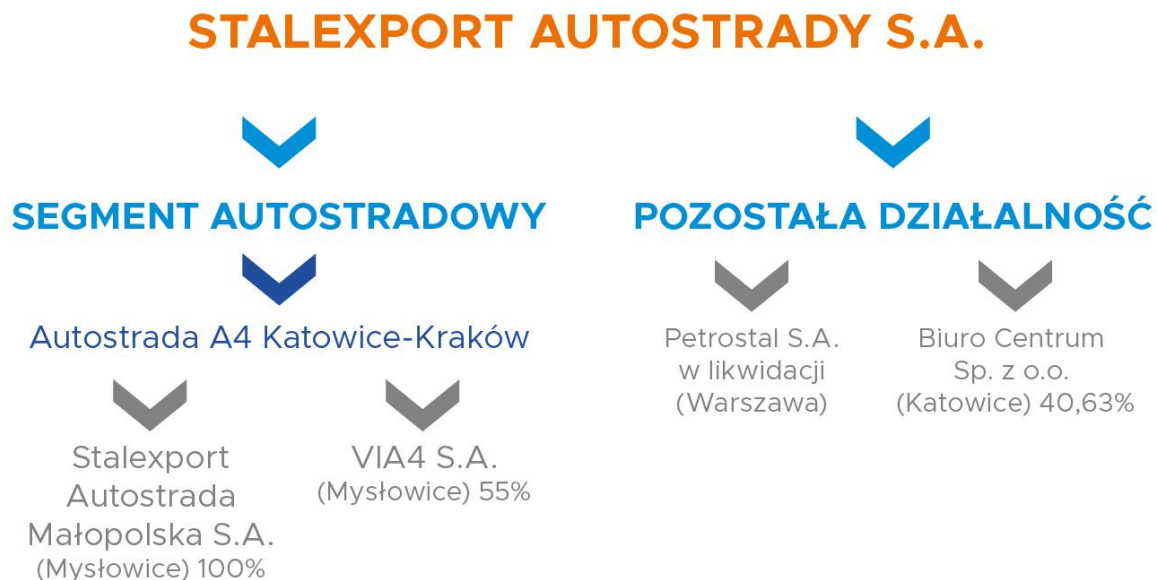 STALEXPORT AUTOSTRADY S.A.
SEGMENT AUTOSTRADOWY
Autostrada A4 Katowice-Kraków
Stalexport
Autostrada
Małopolska S.A.
(Mysłowice) 100%
VIA4 S.A.
(Mysłowice) 55%
POZOSTAŁA DZIAŁALNOŚĆ
Petrostal S.A.
w likwidacji
(Warszawa)
Biuro Centrum
Sp. z o.o.
(Katowice) 40,63%